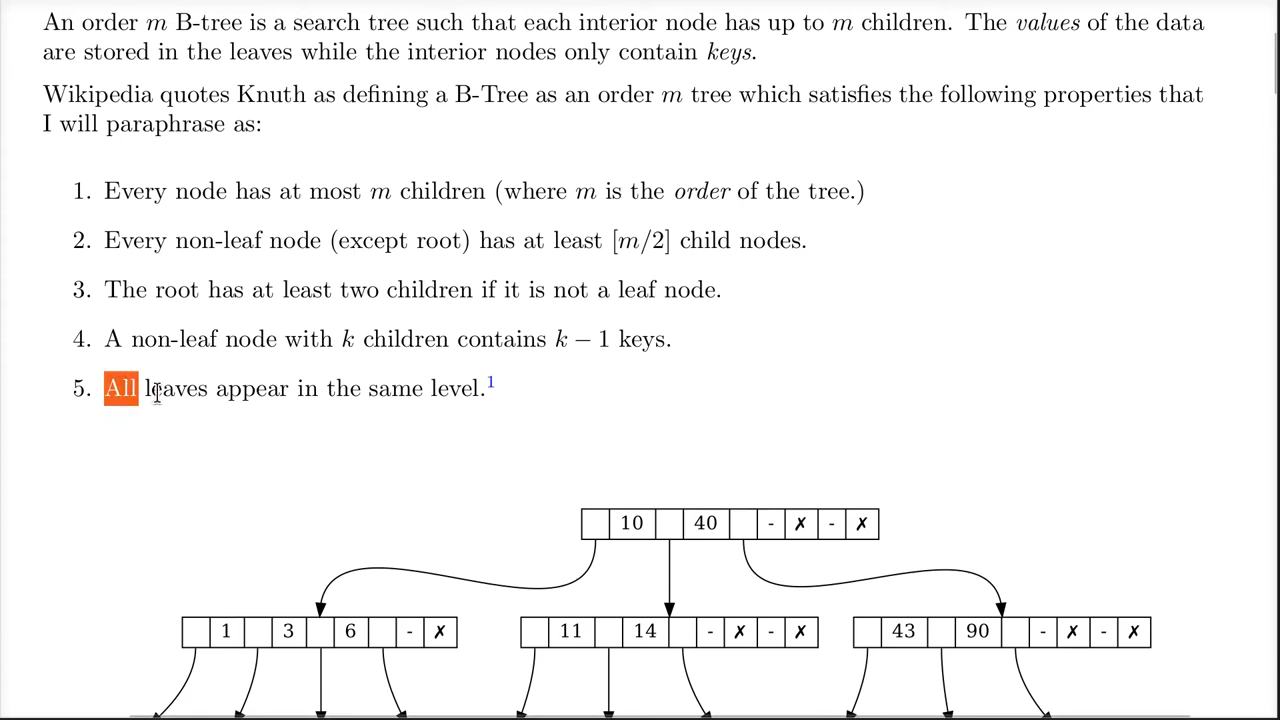 An order m B-tree is a search tree such that each interior node has up to m children. The values of the data
are stored in the leaves while the interior nodes only contain keys.
Wikipedia quotes Knuth as defining a B-Tree as an order m tree which satisfies the following properties that
I will paraphrase as:
1. Every node has at most m children (where m is the order of the tree.)
2. Every non-leaf node (except root) has at least [m/2] child nodes.
3. The root has at least two children if it is not a leaf node.
4. A non-leaf node with k children contains k − 1 keys.
5. All leaves appear in the same level.1
10 40 - ✗ - ✗
1 3 6 - ✗ 11 14 - ✗ - ✗ 43 90 - ✗ - ✗